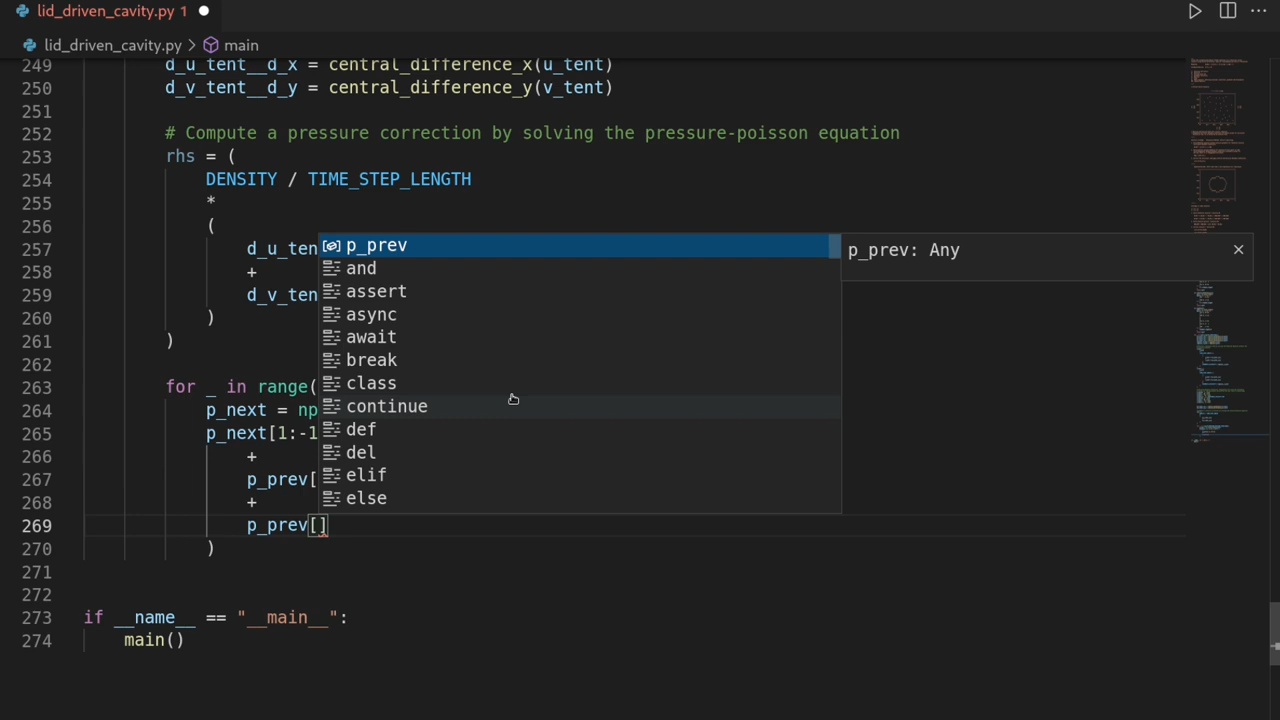 lid_driven_cavity.py 1
lid_driven_cavity.py > main
249 d_u_tent__d_x = central_difference_x(u_tent)
250 d_v_tent__d_y = central_difference_y(v_tent)
251
252 # Compute a pressure correction by solving the pressure-poisson equation
253 rhs = (
254 DENSITY / TIME_STEP_LENGTH
255 *
256 (
257 d_u_ten
258 +
259 d_v_ten
260 )
261 )
262
263 for _ in range(
264 p_next = np
265 p_next[1:-1
266 +
267 p_prev[
268 +
269 p_prev[]
270 )
271
272
273 if __name__ == "__main__":
274 main()
p_prev
and
assert
async
await
break
class
continue
def
del
elif
else
p_prev: Any